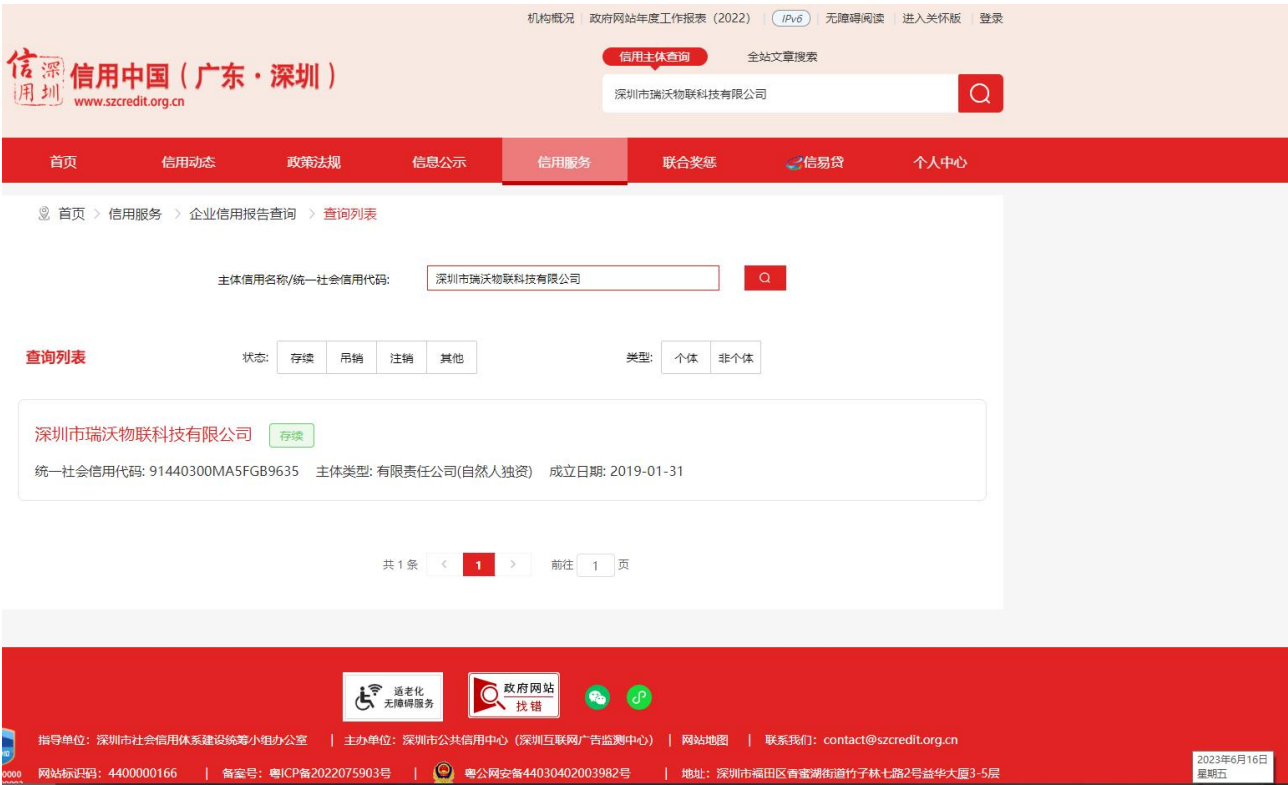 机构概况 政府网站年度工作报表（2022） IPv6 无障碍阅读 进入关怀版 登录
信用深圳
信用中国（广东·深圳）
www.szcredit.org.cn
信用主体查询 全站文章搜索
深圳市瑞沃物联科技有限公司
首页 信用动态 政策法规 信息公示 信用服务 联合奖惩 信易贷 个人中心
首页 > 信用服务 > 企业信用报告查询 > 查询列表
主体信用名称/统一社会信用代码: 深圳市瑞沃物联科技有限公司
查询列表 状态: 存续 吊销 注销 其他 类型: 个体 非个体
深圳市瑞沃物联科技有限公司 存续
统一社会信用代码: 91440300MA5FGB9635 主体类型: 有限责任公司(自然人独资) 成立日期: 2019-01-31
共 1 条 < 1 > 前往 1 页
适老化
无障碍服务
政府网站
找错
指导单位：深圳市社会信用体系建设统筹小组办公室 | 主办单位：深圳市公共信用中心（深圳互联网广告监测中心） | 网站地图 | 联系我们：contact@szcredit.org.cn
网站标识码：4400000166 | 备案号：粤ICP备2022075903号 | 粤公网安备44030402003982号 | 地址：深圳市福田区香蜜湖街道竹子林七路2号益华大厦3-5层
2023年6月16日
星期五